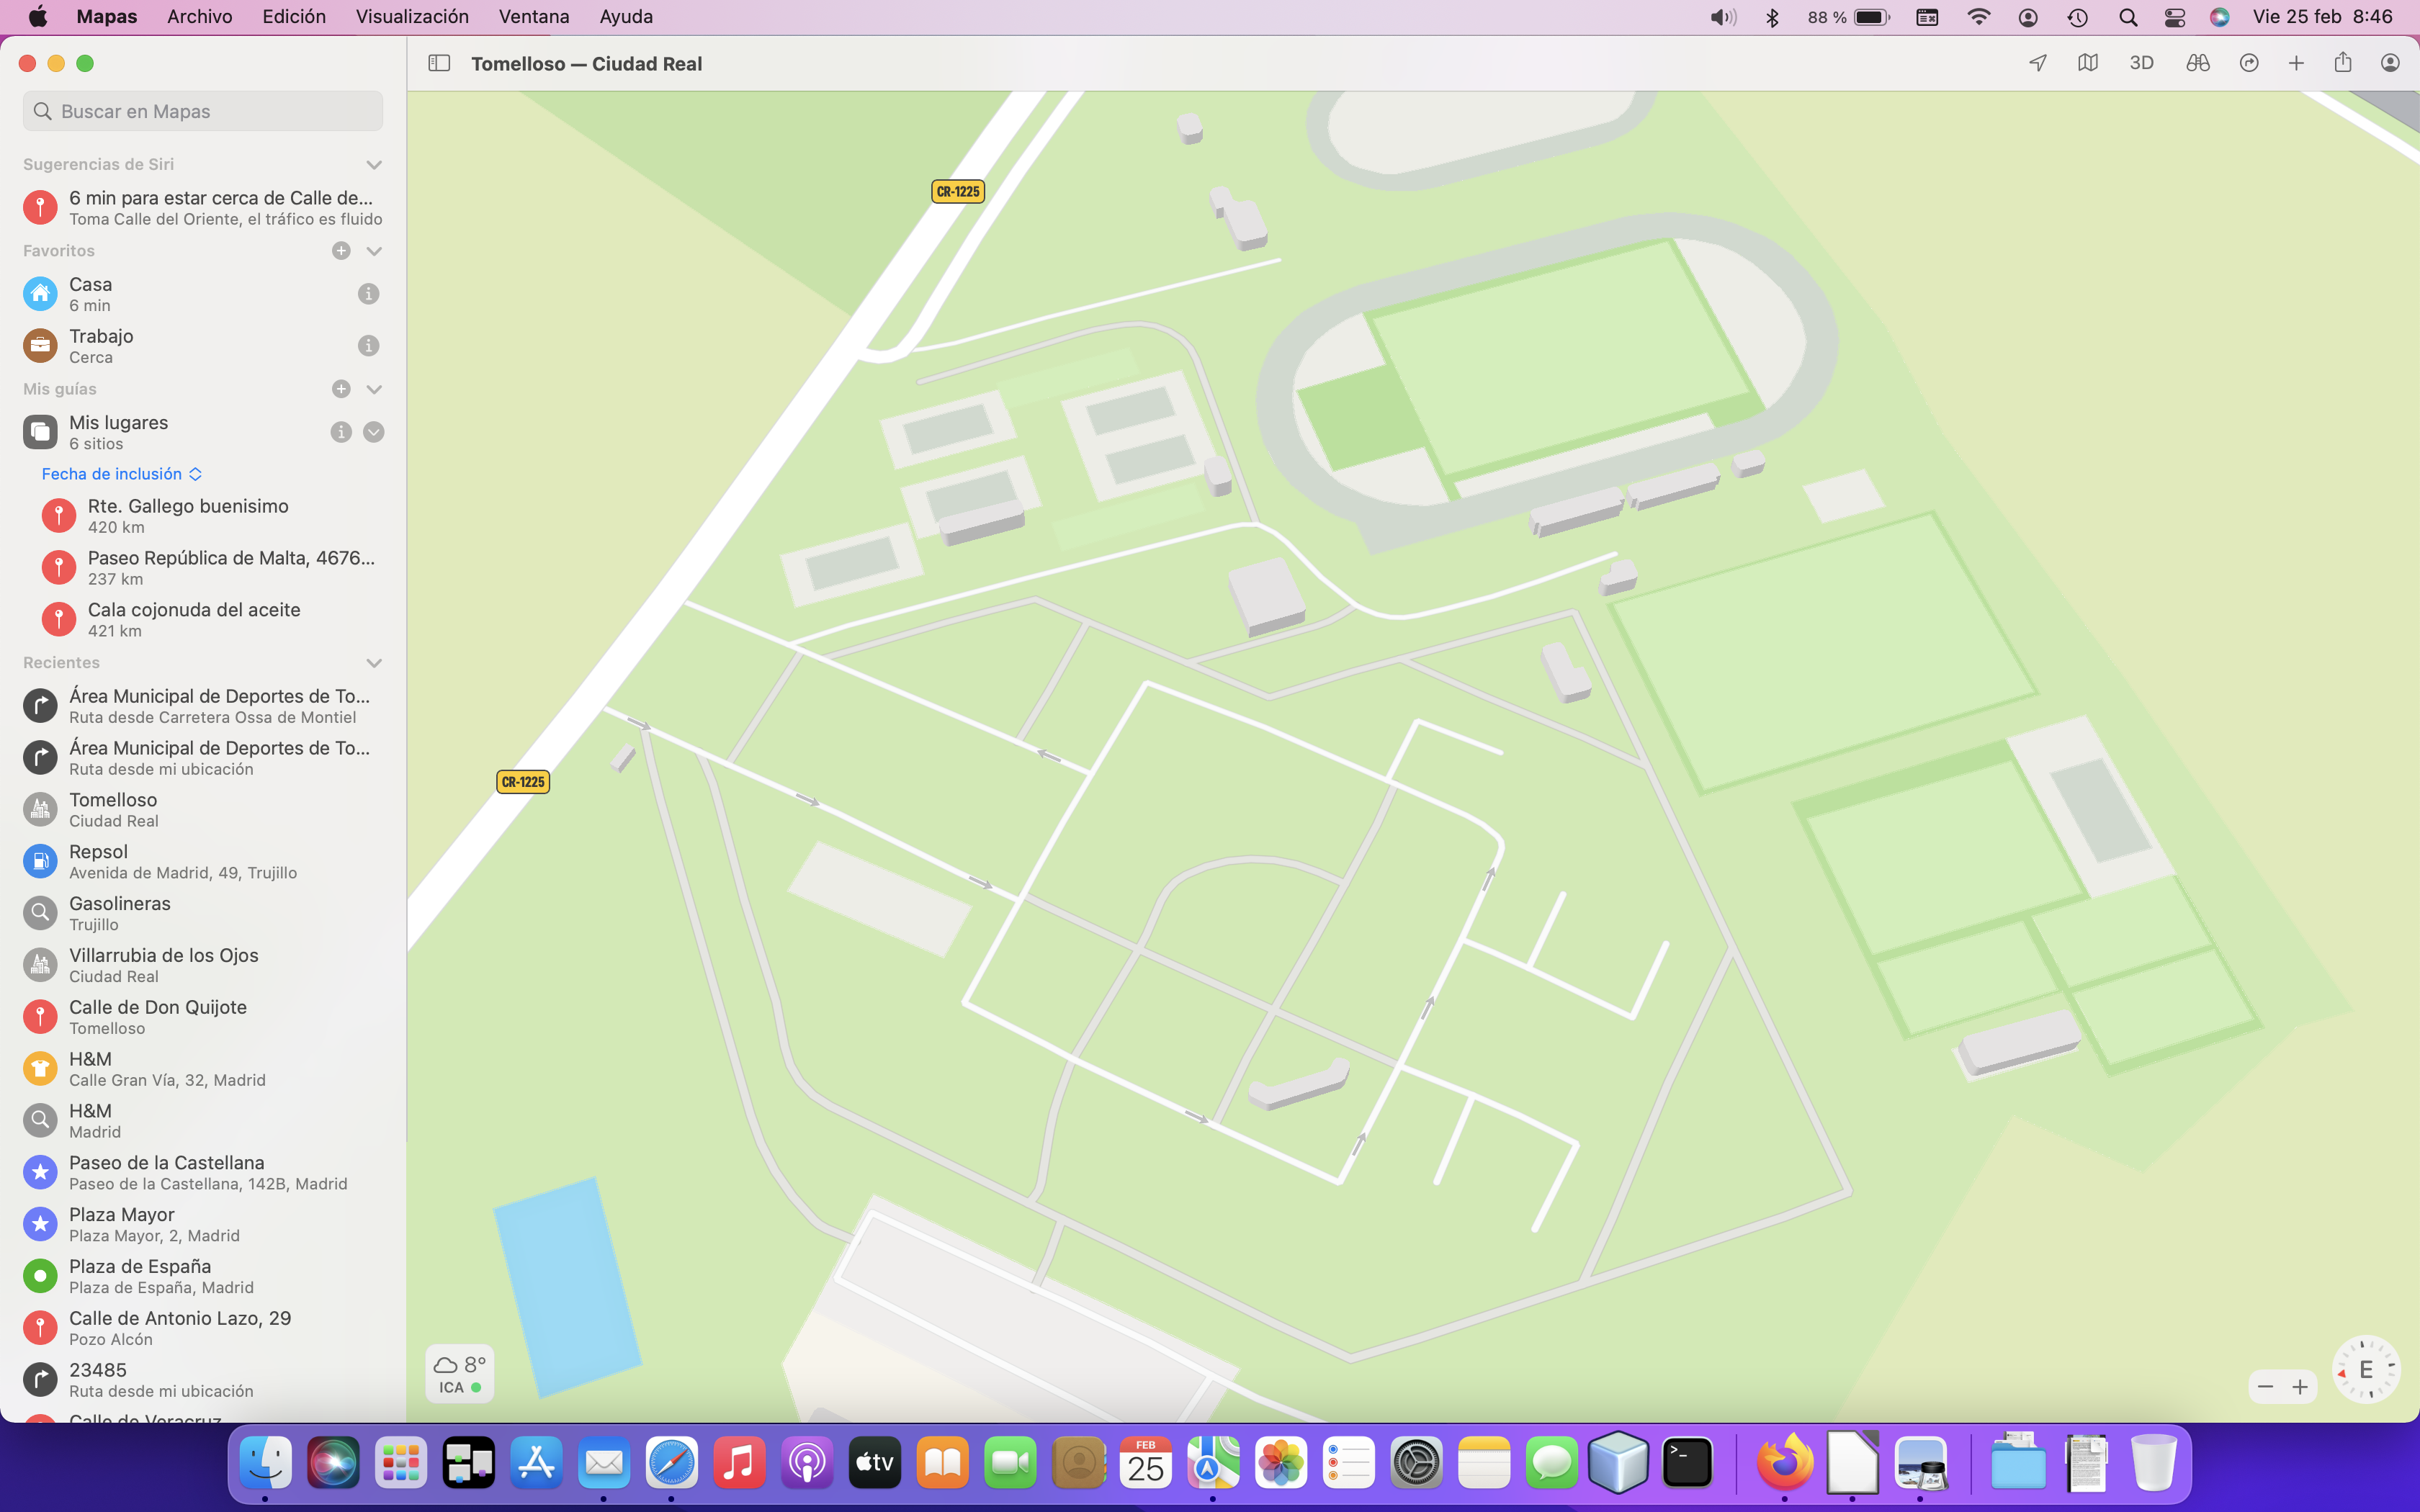 Mapas Archivo Edición Visualización Ventana Ayuda 88 % Vie 25 feb 8:46
Tomelloso — Ciudad Real 3D
Buscar en Mapas
Sugerencias de Siri
6 min para estar cerca de Calle de...
Toma Calle del Oriente, el tráfico es fluido
Favoritos
Casa
6 min
Trabajo
Cerca
Mis guías
Mis lugares
6 sitios
Fecha de inclusión
Rte. Gallego buenisimo
420 km
Paseo República de Malta, 4676...
237 km
Cala cojonuda del aceite
421 km
Recientes
Área Municipal de Deportes de To...
Ruta desde Carretera Ossa de Montiel
Área Municipal de Deportes de To...
Ruta desde mi ubicación
Tomelloso
Ciudad Real
Repsol
Avenida de Madrid, 49, Trujillo
Gasolineras
Trujillo
Villarrubia de los Ojos
Ciudad Real
Calle de Don Quijote
Tomelloso
H&M
Calle Gran Vía, 32, Madrid
H&M
Madrid
Paseo de la Castellana
Paseo de la Castellana, 142B, Madrid
Plaza Mayor
Plaza Mayor, 2, Madrid
Plaza de España
Plaza de España, Madrid
Calle de Antonio Lazo, 29
Pozo Alcón
23485
Ruta desde mi ubicación
Calle de Veracruz
CR-1225
CR-1225
8°
ICA
E
tv
FEB
25
>_